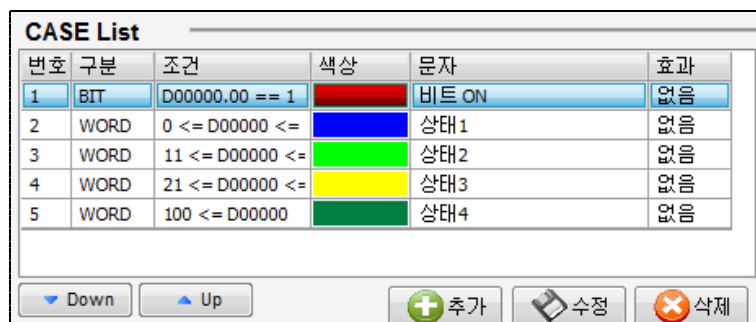 CASE List
번호 구분 조건 색상 문자 효과
1 BIT D00000.00 == 1 비트 ON 없음
2 WORD 0 <= D00000 <= 상태1 없음
3 WORD 11 <= D00000 <= 상태2 없음
4 WORD 21 <= D00000 <= 상태3 없음
5 WORD 100 <= D00000 상태4 없음
Down Up 추가 수정 삭제